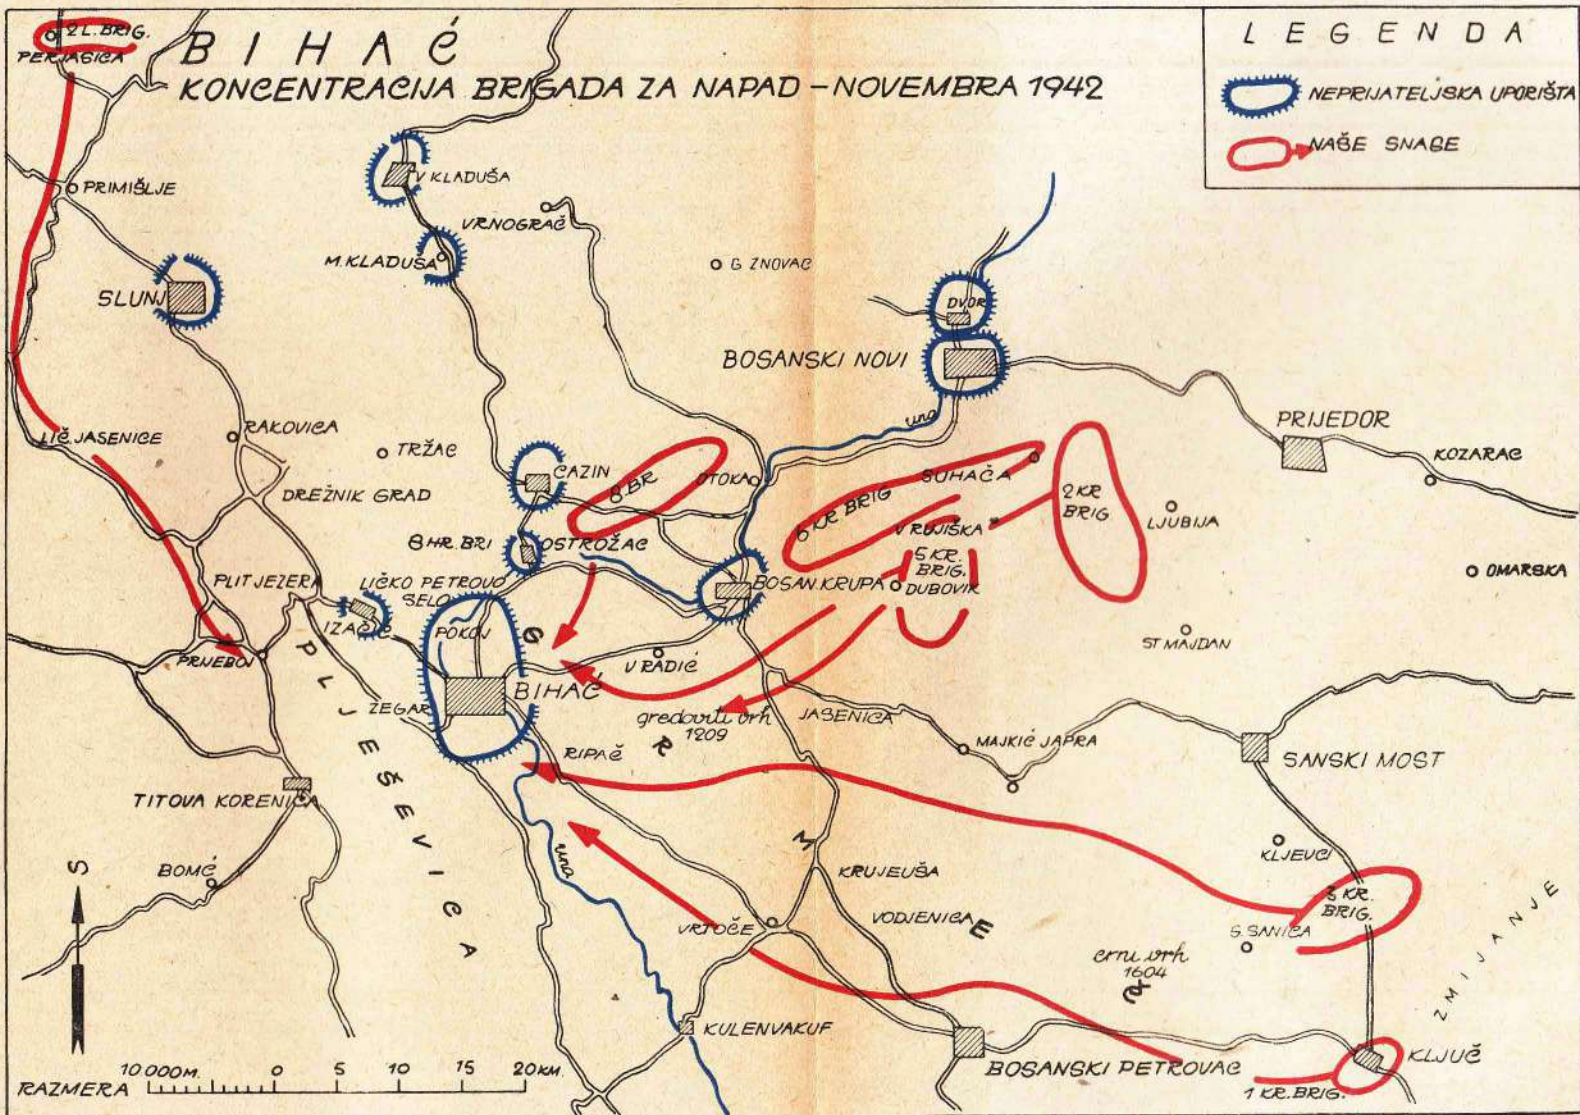 2 L. BRIG.
PERJASICA
BIHAĆ
KONCENTRACIJA BRIGADA ZA NAPAD – NOVEMBRA 1942
LEGENDA
NEPRIJATELJSKA UPORIŠTA
NAŠE SNAGE
PRIMIŠLJE
V KLADUŠA
VRNOGRAČ
M. KLADUŠA
G ZNOVAC
SLUNJ
DVOR
BOSANSKI NOVI
una
PRIJEDOR
KOZARAC
LIČ. JASENICE
RAKOVICA
TRŽAC
CAZIN
8 BR
OTOKA
6 KR BRIG
SUHAČA
2 KR
BRIG
LJUBIJA
DREŽNIK GRAD
V RUJIŠKA
8 HR. BRI
OSTROŽAC
5 KR.
BRIG.
DUBOVIK
OMARSKA
PLIT JEZERA
LIČKO PETROVO
SELO
BOSAN. KRUPA
IZAČIĆ
POKOJ
ST MAJDAN
PRIJEBOJ
V RADIĆ
BIHAĆ
ŽEGAR
gredoviti vrh
1209
JASENICA
RIPAČ
MAJKIĆ JAPRA
SANSKI MOST
TITOVA KORENICA
PLJEŠEVICA
GRMEČ
una
KLJEVCI
BOMĆ
KRUJEUŠA
3 KR.
BRIG.
VRTOČE
VODJENICA
S. SANICA
crni vrh
1604
ZMIJANJE
S
KULENVAKUF
BOSANSKI PETROVAC
KLJUČ
1 KR. BRIG.
RAZMERA
10 000 M. 0 5 10 15 20 KM.